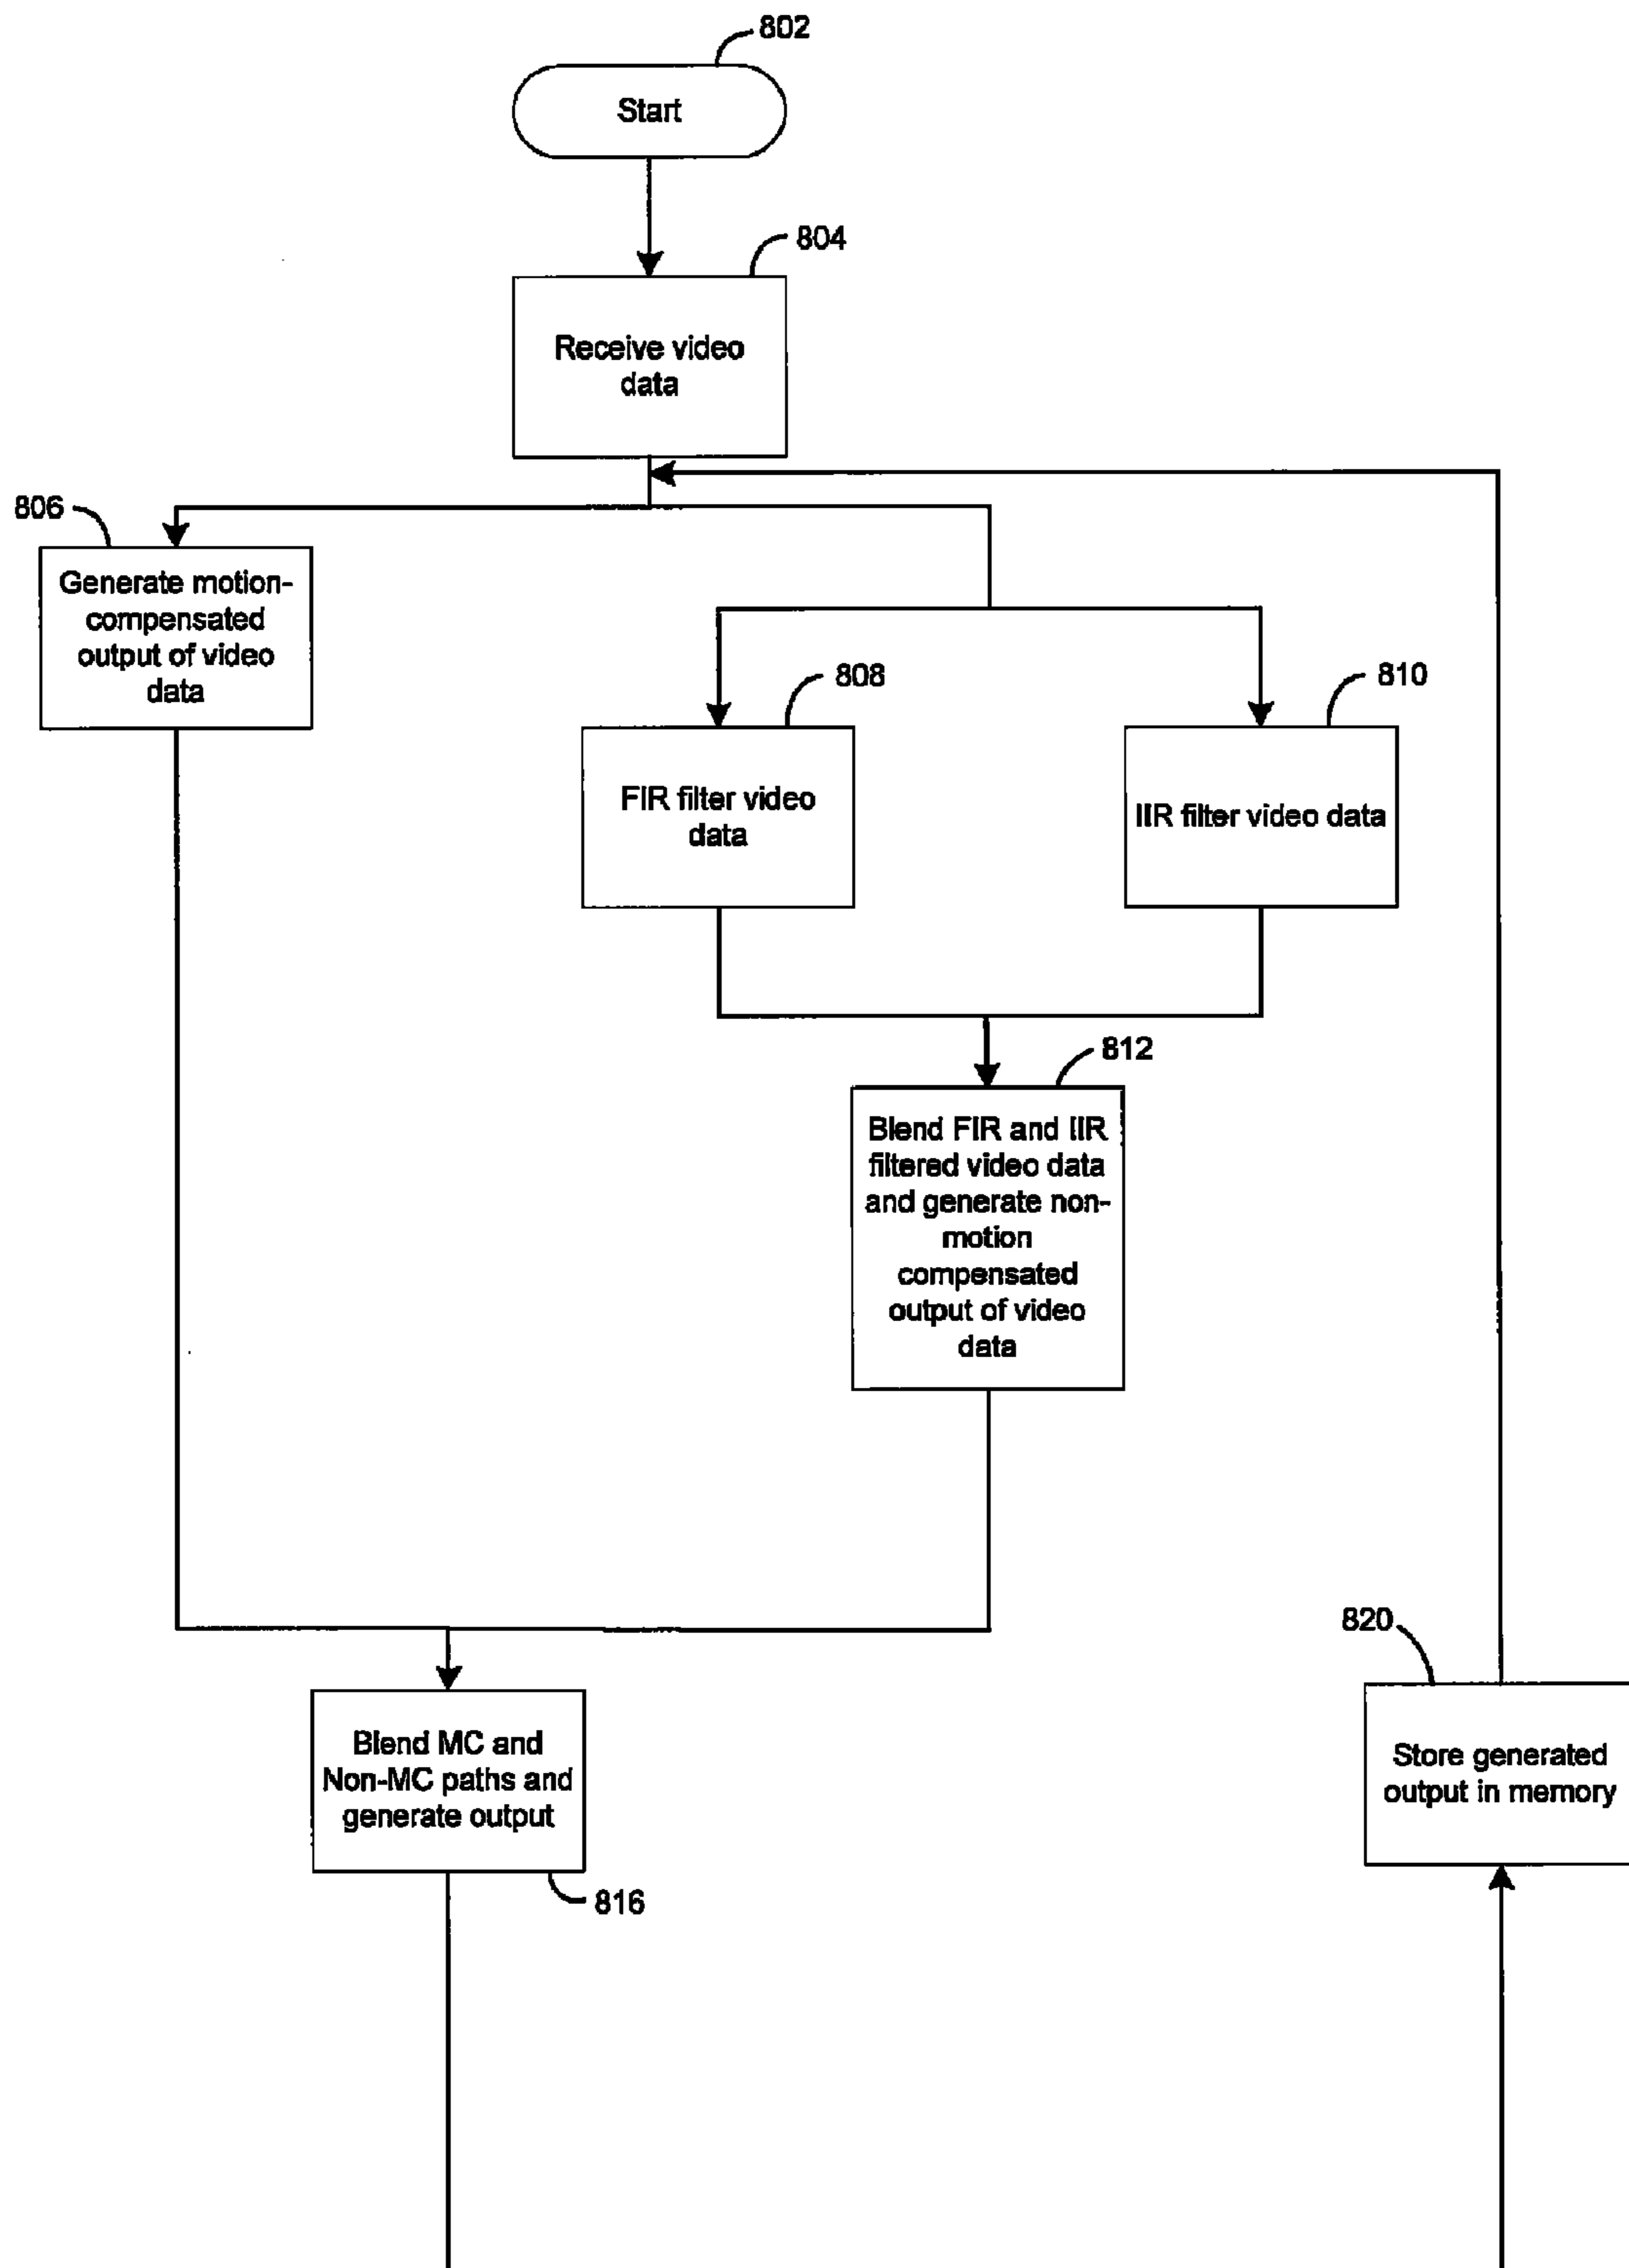 802
Start
804
Receive video
data
806
Generate motion-
compensated
output of video
data
808
FIR filter video
data
810
IIR filter video data
812
Blend FIR and IIR
filtered video data
and generate non-
motion
compensated
output of video
data
820
Store generated
output in memory
Blend MC and
Non-MC paths and
generate output
816